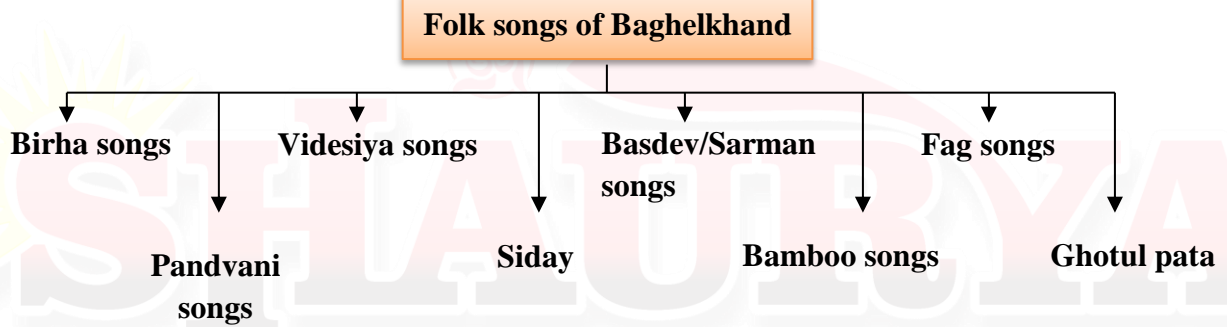 Folk songs of Baghelkhand
Birha songs
Videsiya songs
Basdev/Sarman
songs
Fag songs
Pandvani
songs
Siday
Bamboo songs
Ghotul pata
SHAURYA